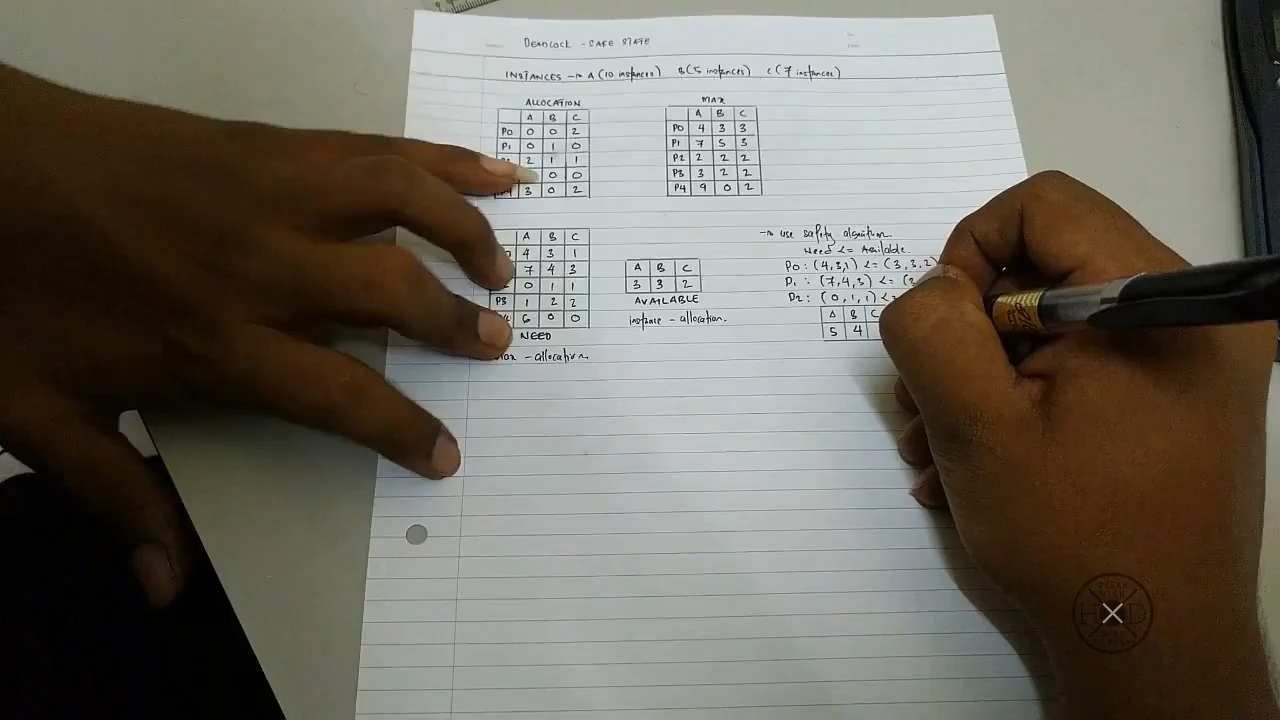 DEADLOCK - SAFE STATE
INSTANCES → A (10 instances) B (5 instances) C (7 instances)
ALLOCATION
A B C
P0 0 0 2
P1 0 1 0
2 1 1
0 0
3 0 2
MAX
A B C
P0 4 3 3
P1 7 5 3
P2 2 2 2
P3 3 2 2
P4 9 0 2
A B C
4 3 1
7 4 3
0 1 1
P3 1 2 2
6 0 0
NEED
- allocation
A B C
3 3 2
AVAILABLE
instance - allocation.
→ use safety algorithm.
Need <= Available
P0: (4,3,1) <= (3,3,2)
P1: (7,4,3) <= (
P2: (0,1,1) <
A B C
5 4